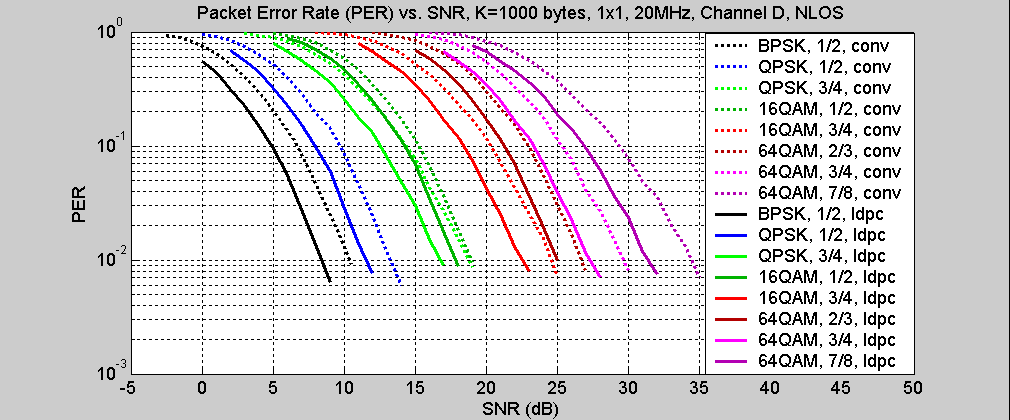 Packet Error Rate (PER) vs. SNR, K=1000 bytes, 1x1, 20MHz, Channel D, NLOS
10^0
10^-1
10^-2
10^-3
PER
BPSK, 1/2, conv
QPSK, 1/2, conv
QPSK, 3/4, conv
16QAM, 1/2, conv
16QAM, 3/4, conv
64QAM, 2/3, conv
64QAM, 3/4, conv
64QAM, 7/8, conv
BPSK, 1/2, ldpc
QPSK, 1/2, ldpc
QPSK, 3/4, ldpc
16QAM, 1/2, ldpc
16QAM, 3/4, ldpc
64QAM, 2/3, ldpc
64QAM, 3/4, ldpc
64QAM, 7/8, ldpc
-5 0 5 10 15 20 25 30 35 40 45 50
SNR (dB)